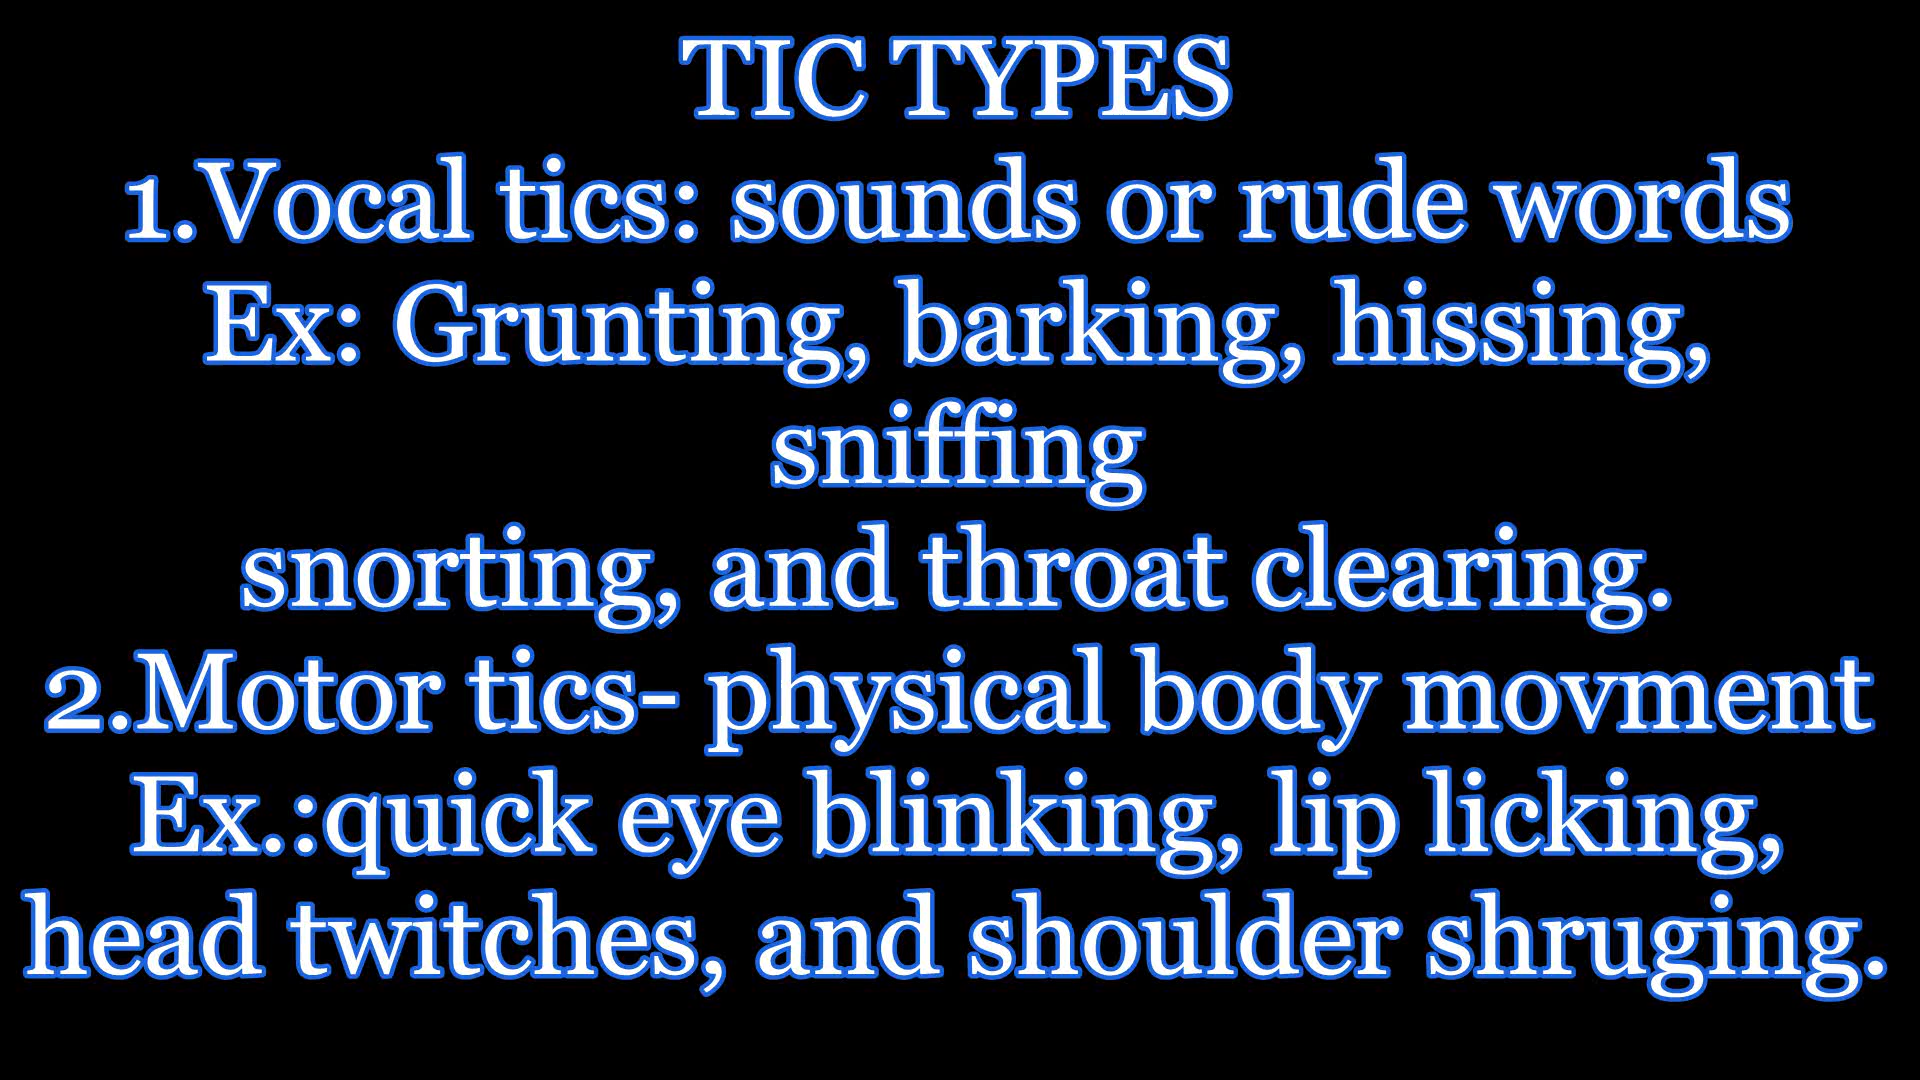 TIC TYPES
1.Vocal tics: sounds or rude words
Ex: Grunting, barking, hissing,
sniffing
snorting, and throat clearing.
2.Motor tics- physical body movment
Ex.:quick eye blinking, lip licking,
head twitches, and shoulder shruging.